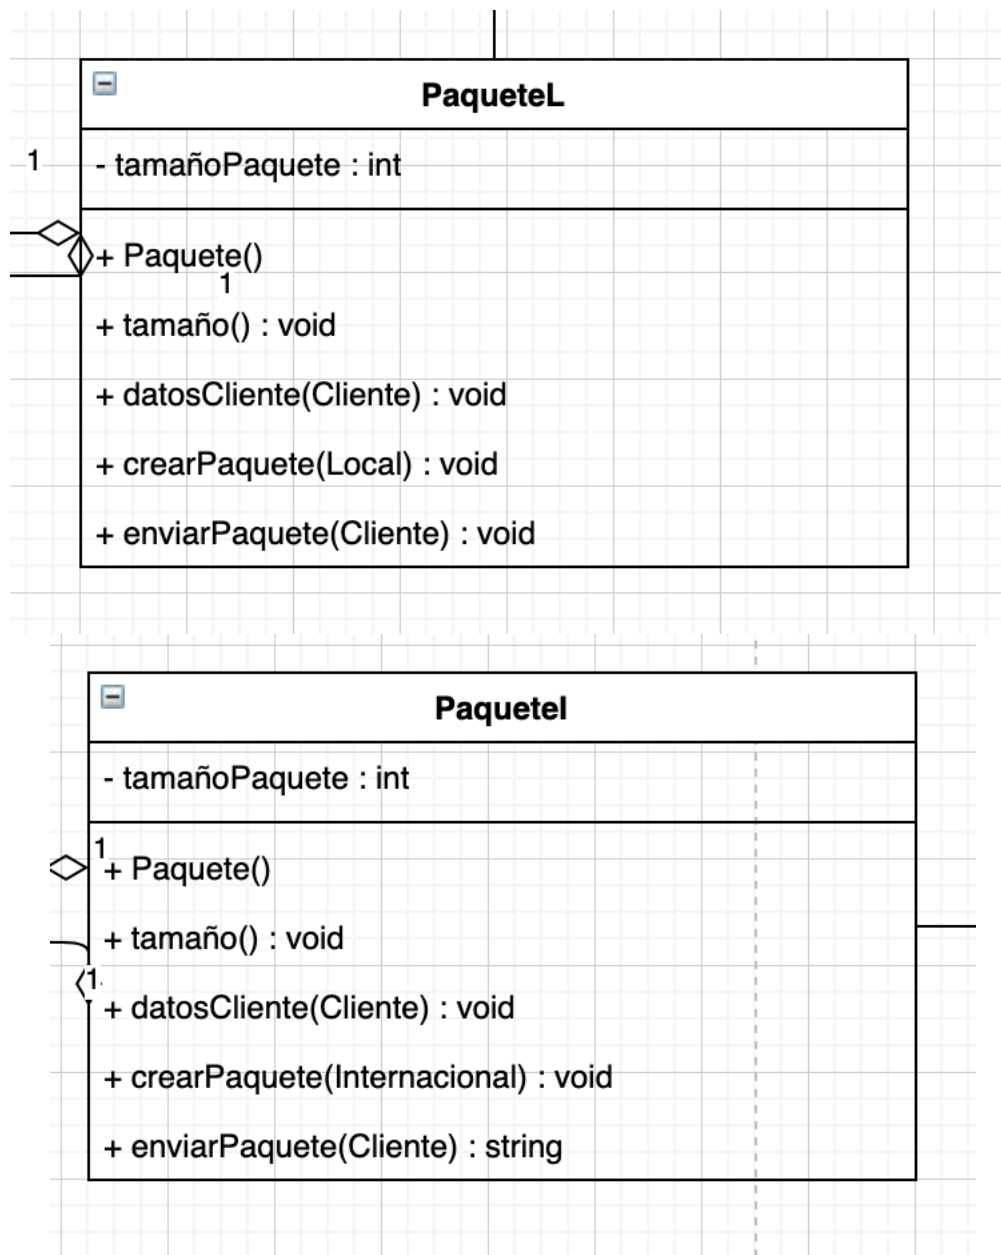 PaqueteL
1
- tamañoPaquete : int
+ Paquete()
1
+ tamaño() : void
+ datosCliente(Cliente) : void
+ crearPaquete(Local) : void
+ enviarPaquete(Cliente) : void
PaqueteI
- tamañoPaquete : int
1
+ Paquete()
+ tamaño() : void
1
+ datosCliente(Cliente) : void
+ crearPaquete(Internacional) : void
+ enviarPaquete(Cliente) : string